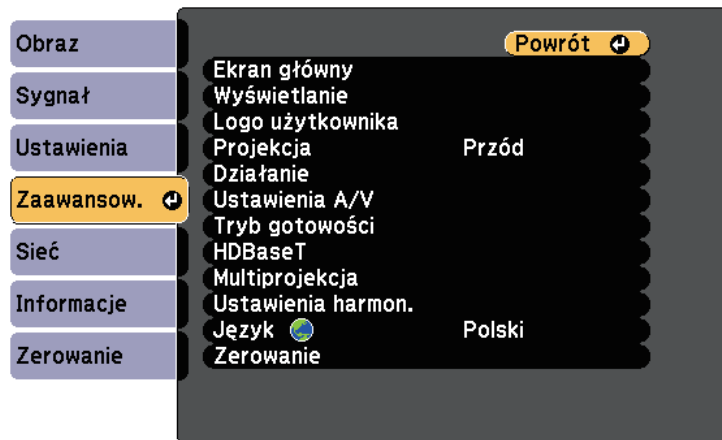 Obraz
Sygnał
Ustawienia
Zaawansow.
Sieć
Informacje
Zerowanie
Powrót
Ekran główny
Wyświetlanie
Logo użytkownika
Projekcja Przód
Działanie
Ustawienia A/V
Tryb gotowości
HDBaseT
Multiprojekcja
Ustawienia harmon.
Język Polski
Zerowanie